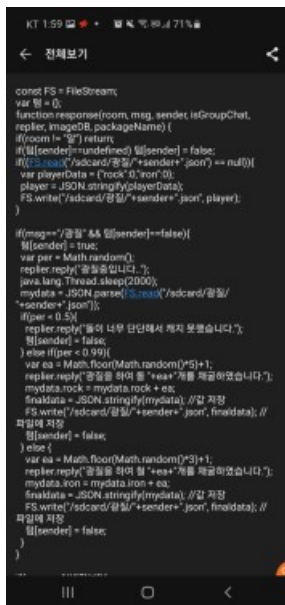 KT 1:59
71%
전체보기
const FS = FileStream;
var 템 = {};
function response(room, msg, sender, isGroupChat,
replier, imageDB, packageName) {
if(room != "말") return;
if(템[sender]==undefined) 템[sender] = false;
if((FS.read("/sdcard/광질/"+sender+".json") == null)){
var playerData = {"rock":0,"iron":0};
player = JSON.stringify(playerData);
FS.write("/sdcard/광질/"+sender+".json", player);
}
if(msg=="/광질" && 템[sender]==false){
템[sender] = true;
var per = Math.random();
replier.reply("광질중입니다..");
java.lang.Thread.sleep(2000);
mydata = JSON.parse(FS.read("/sdcard/광질/
"+sender+".json"));
if(per < 0.5){
replier.reply("돌이 너무 단단해서 캐지 못했습니다.");
템[sender] = false;
} else if(per < 0.99){
var ea = Math.floor(Math.random()*5)+1;
replier.reply("광질을 하여 돌 "+ea+"개를 채굴하였습니다.");
mydata.rock = mydata.rock + ea;
finaldata = JSON.stringify(mydata); //값 저장
FS.write("/sdcard/광질/"+sender+".json", finaldata); //
파일에 저장
템[sender] = false;
} else {
var ea = Math.floor(Math.random()*3)+1;
replier.reply("광질을 하여 철 "+ea+"개를 채굴하였습니다.");
mydata.iron = mydata.iron + ea;
finaldata = JSON.stringify(mydata); //값 저장
FS.write("/sdcard/광질/"+sender+".json", finaldata); //
파일에 저장
템[sender] = false;
}
}